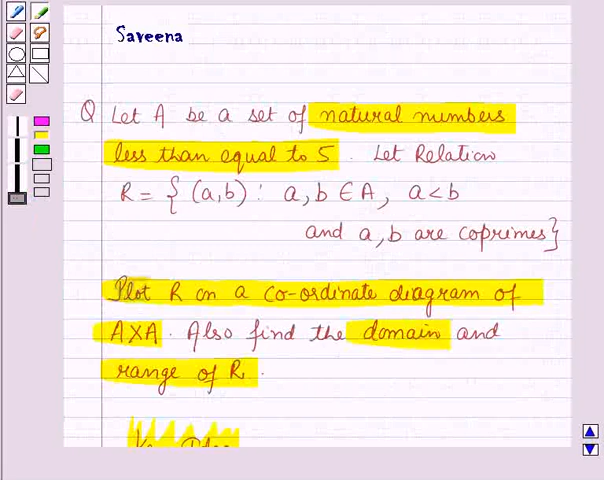 Saveena
Q Let A be a set of natural numbers
less than equal to 5. Let Relation
R = { (a,b) : a, b ∈ A, a < b
and a, b are coprimes}
Plot R on a co-ordinate diagram of
A×A. Also find the domain and
range of R.